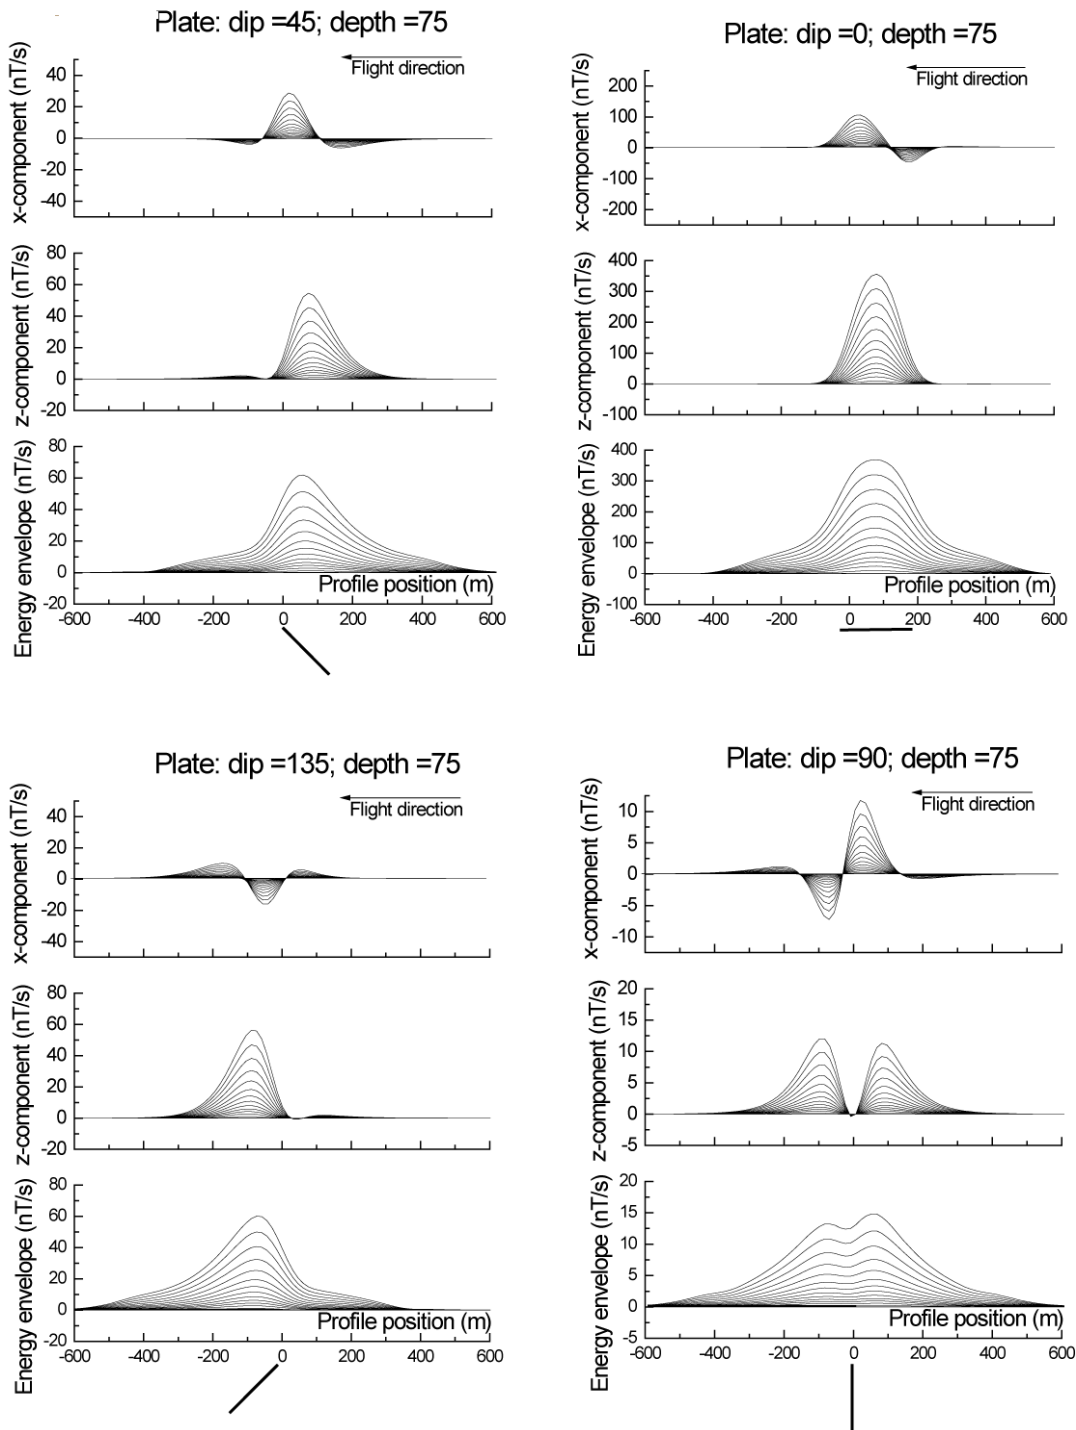 Plate: dip =45; depth =75
Flight direction
x-component (nT/s)
40
20
0
-20
-40
z-component (nT/s)
80
60
40
20
0
-20
Energy envelope (nT/s)
80
60
40
20
0
-20
Profile position (m)
-600 -400 -200 0 200 400 600
Plate: dip =0; depth =75
Flight direction
x-component (nT/s)
200
100
0
-100
-200
z-component (nT/s)
400
300
200
100
0
-100
Energy envelope (nT/s)
400
300
200
100
0
-100
Profile position (m)
-600 -400 -200 0 200 400 600
Plate: dip =135; depth =75
Flight direction
x-component (nT/s)
40
20
0
-20
-40
z-component (nT/s)
80
60
40
20
0
-20
Energy envelope (nT/s)
80
60
40
20
0
-20
Profile position (m)
-600 -400 -200 0 200 400 600
Plate: dip =90; depth =75
Flight direction
x-component (nT/s)
10
5
0
-5
-10
z-component (nT/s)
20
15
10
5
0
-5
Energy envelope (nT/s)
20
15
10
5
0
-5
Profile position (m)
-600 -400 -200 0 200 400 600